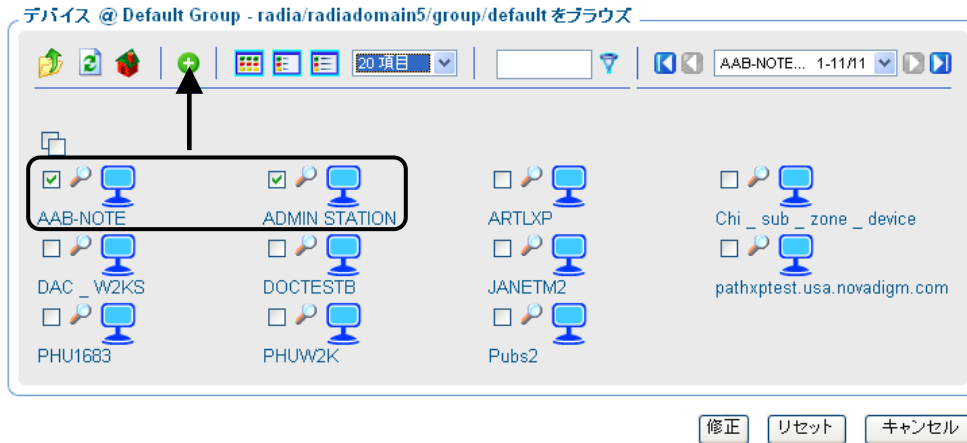 デバイス @ Default Group - radia/radiadomain5/group/default をブラウズ
20 項目
AAB-NOTE... 1-11/11
AAB-NOTE ADMIN STATION ARTLXP Chi _ sub _ zone _ device
DAC _ W2KS DOCTESTB JANETM2 pathxptest.usa.novadigm.com
PHU1683 PHUW2K Pubs2
修正 リセット キャンセル